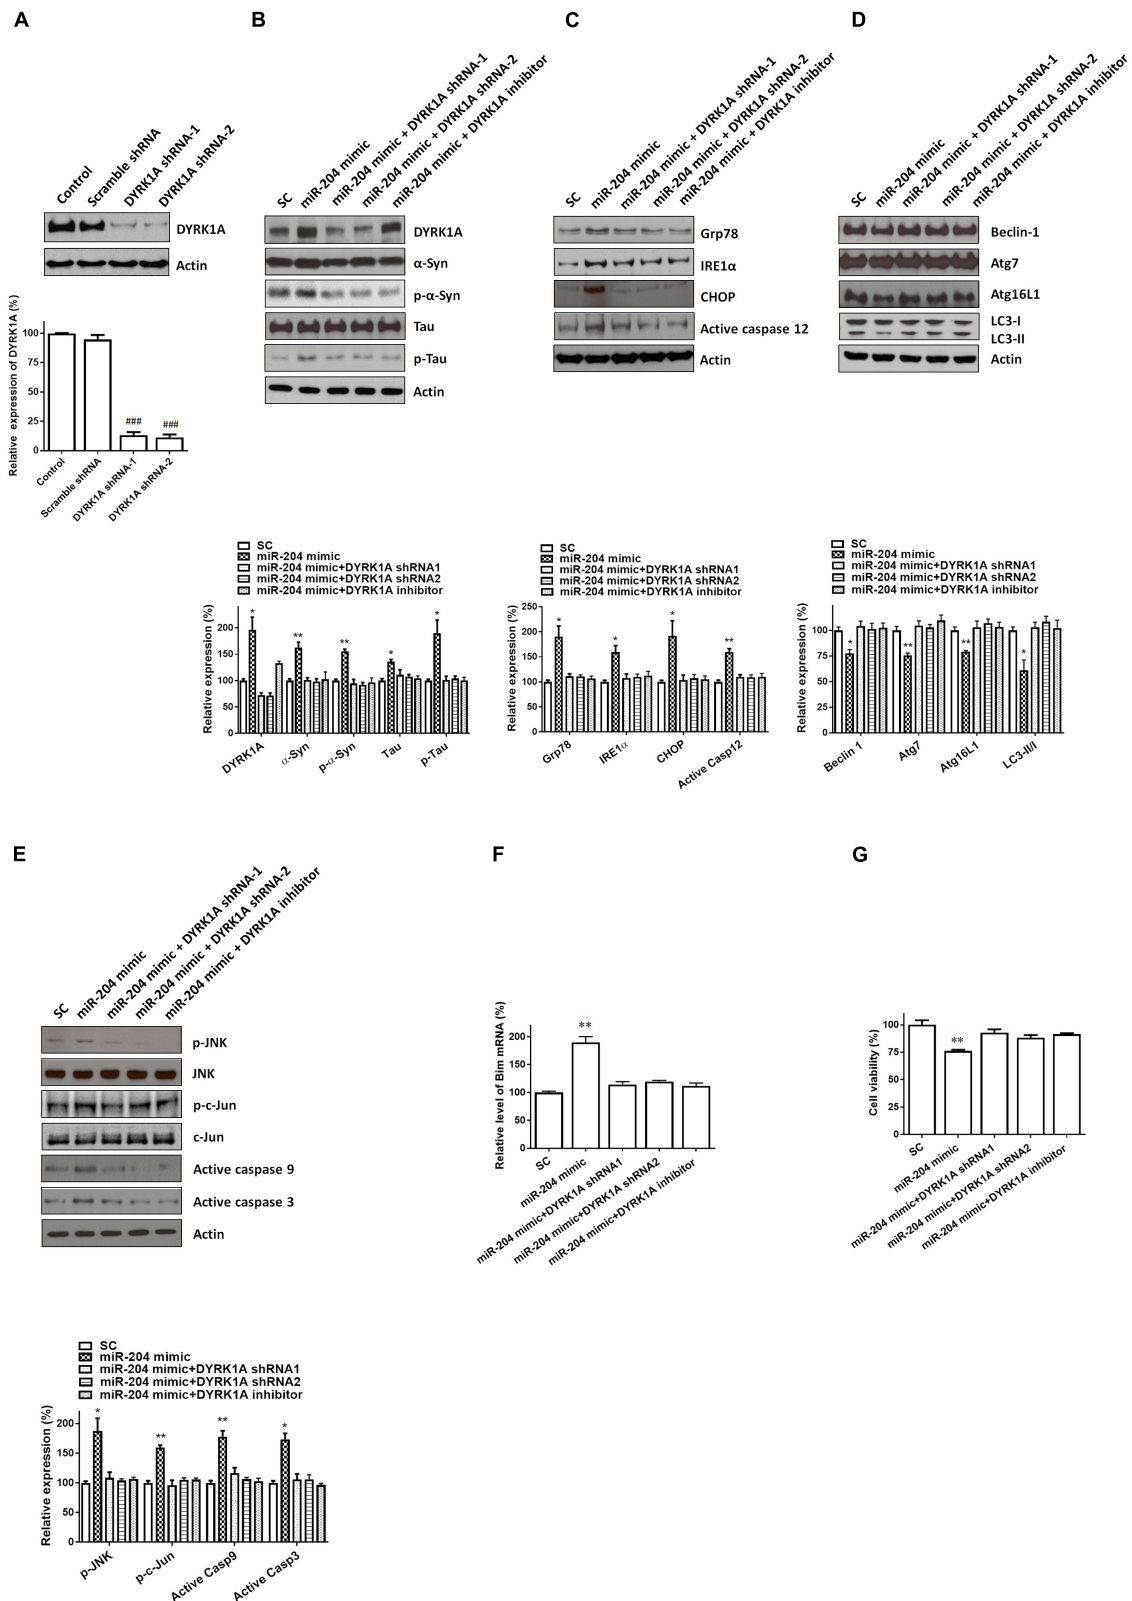 A
Control
Scramble shRNA
DYRK1A shRNA-1
DYRK1A shRNA-2
DYRK1A
Actin
Relative expression of DYRK1A (%)
100
75
50
25
0
###
###
Control
Scramble shRNA
DYRK1A shRNA-1
DYRK1A shRNA-2
B
SC
miR-204 mimic
miR-204 mimic + DYRK1A shRNA-1
miR-204 mimic + DYRK1A shRNA-2
miR-204 mimic + DYRK1A inhibitor
DYRK1A
α-Syn
p-α-Syn
Tau
p-Tau
Actin
SC
miR-204 mimic
miR-204 mimic+DYRK1A shRNA1
miR-204 mimic+DYRK1A shRNA2
miR-204 mimic+DYRK1A inhibitor
Relative expression (%)
200
150
100
50
0
*
**
**
*
*
DYRK1A
α-Syn
p-α-Syn
Tau
p-Tau
C
SC
miR-204 mimic
miR-204 mimic + DYRK1A shRNA-1
miR-204 mimic + DYRK1A shRNA-2
miR-204 mimic + DYRK1A inhibitor
Grp78
IRE1α
CHOP
Active caspase 12
Actin
SC
miR-204 mimic
miR-204 mimic+DYRK1A shRNA1
miR-204 mimic+DYRK1A shRNA2
miR-204 mimic+DYRK1A inhibitor
Relative expression (%)
250
200
150
100
50
0
*
*
*
**
Grp78
IRE1α
CHOP
Active Casp12
D
SC
miR-204 mimic
miR-204 mimic + DYRK1A shRNA-1
miR-204 mimic + DYRK1A shRNA-2
miR-204 mimic + DYRK1A inhibitor
Beclin-1
Atg7
Atg16L1
LC3-I
LC3-II
Actin
SC
miR-204 mimic
miR-204 mimic+DYRK1A shRNA1
miR-204 mimic+DYRK1A shRNA2
miR-204 mimic+DYRK1A inhibitor
Relative expression (%)
100
75
50
25
0
*
**
**
*
Beclin 1
Atg7
Atg16L1
LC3-II/I
E
SC
miR-204 mimic
miR-204 mimic + DYRK1A shRNA-1
miR-204 mimic + DYRK1A shRNA-2
miR-204 mimic + DYRK1A inhibitor
p-JNK
JNK
p-c-Jun
c-Jun
Active caspase 9
Active caspase 3
Actin
SC
miR-204 mimic
miR-204 mimic+DYRK1A shRNA1
miR-204 mimic+DYRK1A shRNA2
miR-204 mimic+DYRK1A inhibitor
Relative expression (%)
200
150
100
50
0
*
**
**
*
p-JNK
p-c-Jun
Active Casp9
Active Casp3
F
Relative level of Bim mRNA (%)
200
150
100
50
0
**
SC
miR-204 mimic
miR-204 mimic+DYRK1A shRNA1
miR-204 mimic+DYRK1A shRNA2
miR-204 mimic+DYRK1A inhibitor
G
Cell viability (%)
100
75
50
25
0
**
SC
miR-204 mimic
miR-204 mimic+DYRK1A shRNA1
miR-204 mimic+DYRK1A shRNA2
miR-204 mimic+DYRK1A inhibitor